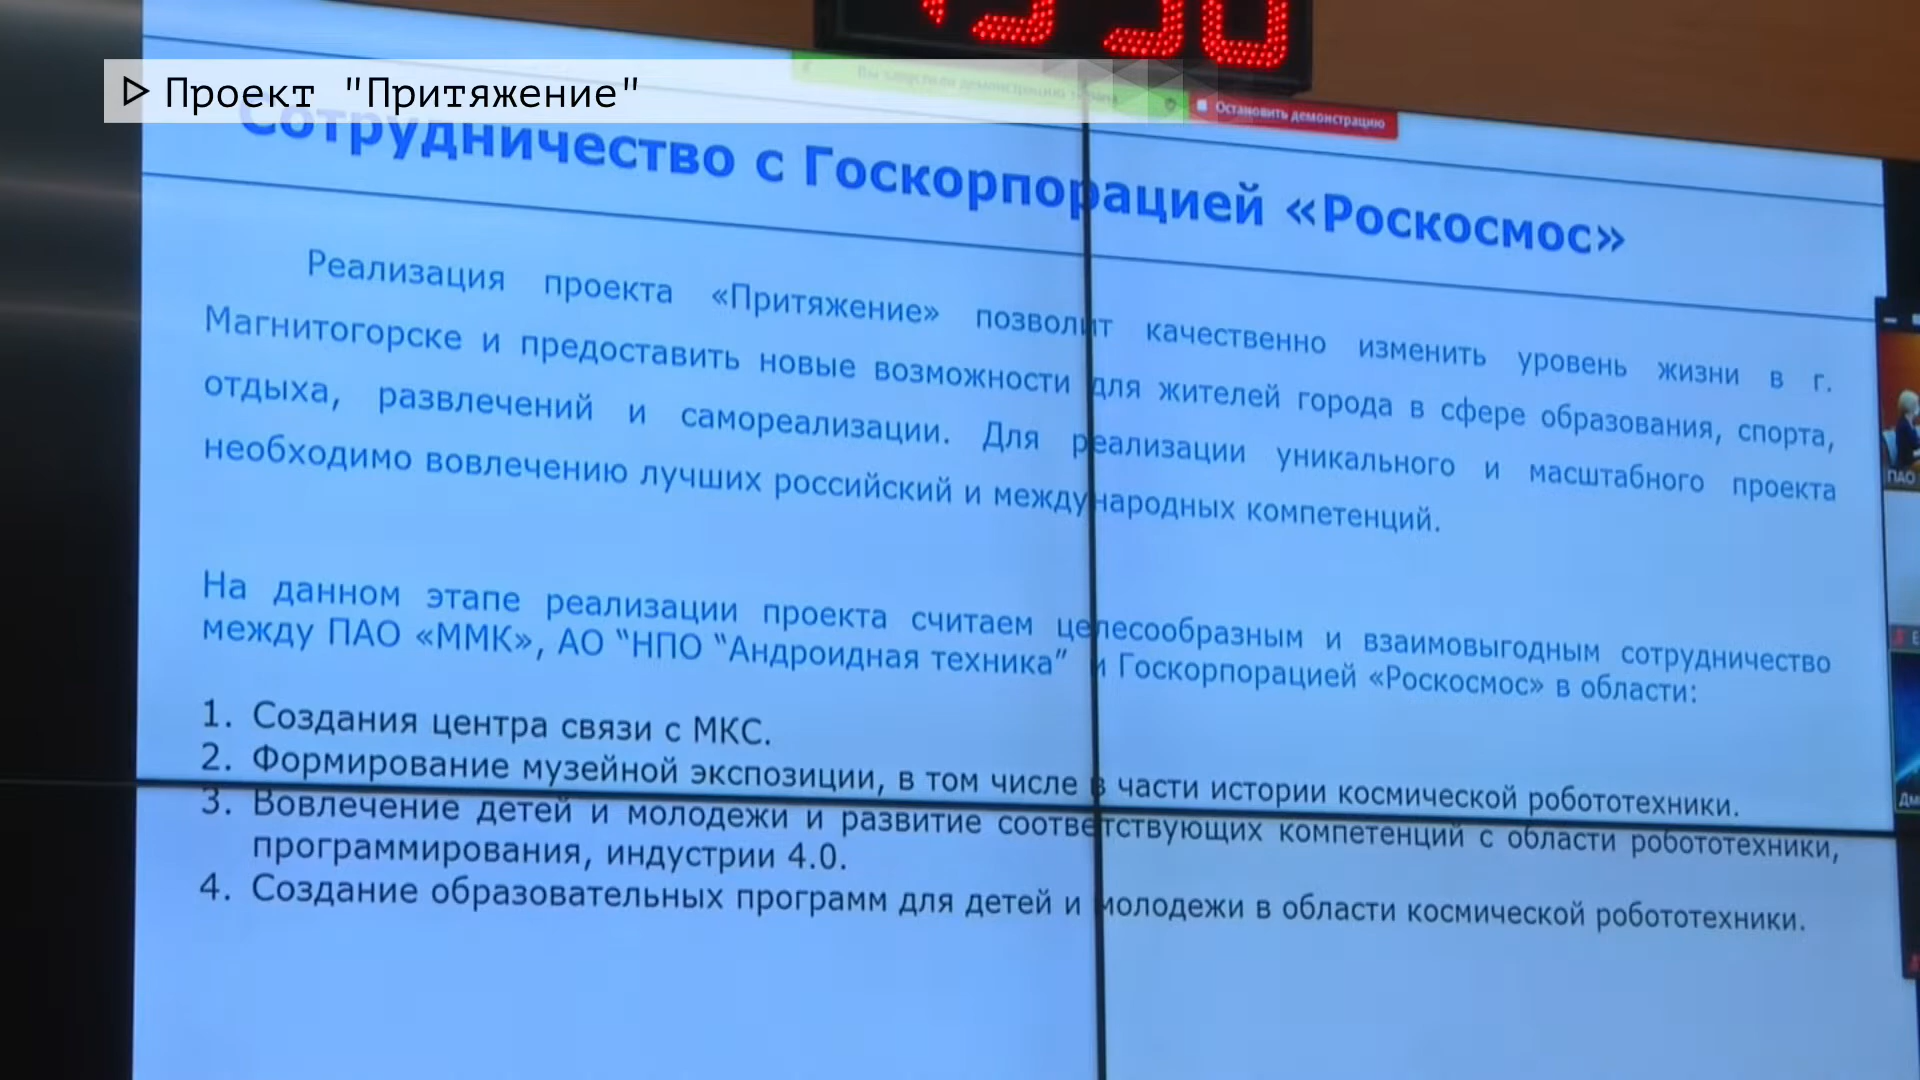 Проект "Притяжение"
Остановить демонстрацию
Сотрудничество с Госкорпорацией «Роскосмос»
Реализация проекта «Притяжение» позволит качественно изменить уровень жизни в г.
Магнитогорске и предоставить новые возможности для жителей города в сфере образования, спорта,
отдыха, развлечений и самореализации. Для реализации уникального и масштабного проекта
необходимо вовлечению лучших российский и международных компетенций.
На данном этапе реализации проекта считаем целесообразным и взаимовыгодным сотрудничество
между ПАО «ММК», АО “НПО “Андроидная техника” и Госкорпорацией «Роскосмос» в области:
1. Создания центра связи с МКС.
2. Формирование музейной экспозиции, в том числе в части истории космической робототехники.
3. Вовлечение детей и молодежи и развитие соответствующих компетенций с области робототехники,
программирования, индустрии 4.0.
4. Создание образовательных программ для детей и молодежи в области космической робототехники.
ПАО